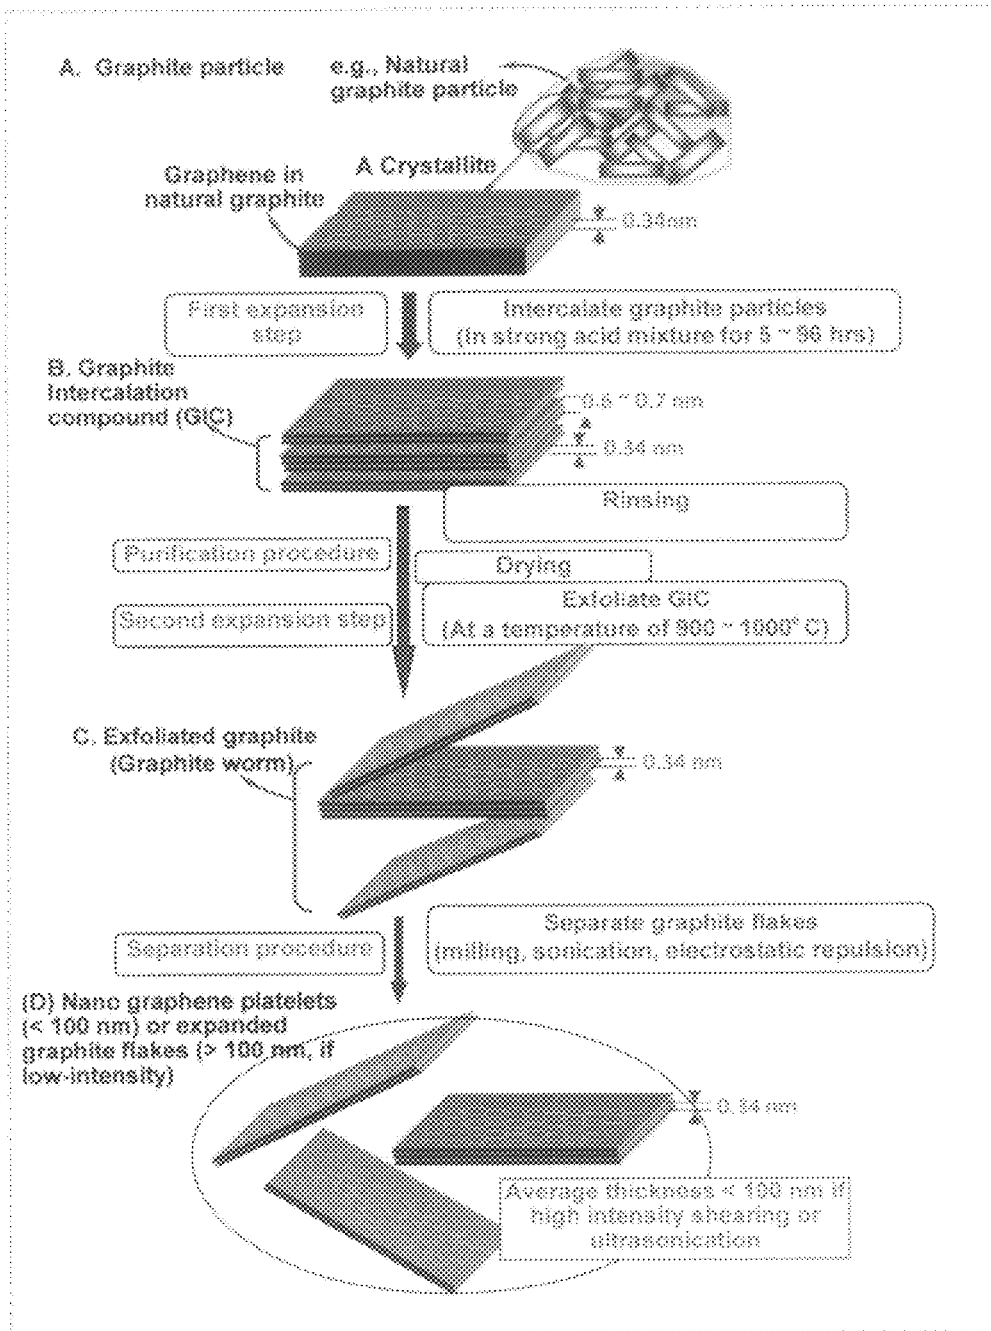 A. Graphite particle
e.g., Natural
graphite particle
A Crystallite
Graphene in
natural graphite
0.34nm
First expansion
step
Intercalate graphite particles
(In strong acid mixture for 5 ~ 96 hrs)
B. Graphite
Intercalation
compound (GIC)
0.6 ~ 0.7 nm
0.34 nm
Rinsing
Purification procedure
Drying
Second expansion step
Exfoliate GIC
(At a temperature of 900 ~ 1000° C)
C. Exfoliated graphite
(Graphite worm)
0.34 nm
Separation procedure
Separate graphite flakes
(milling, sonication, electrostatic repulsion)
(D) Nano graphene platelets
(< 100 nm) or expanded
graphite flakes (> 100 nm, if
low-intensity)
0.34 nm
Average thickness < 100 nm if
high intensity shearing or
ultrasonication